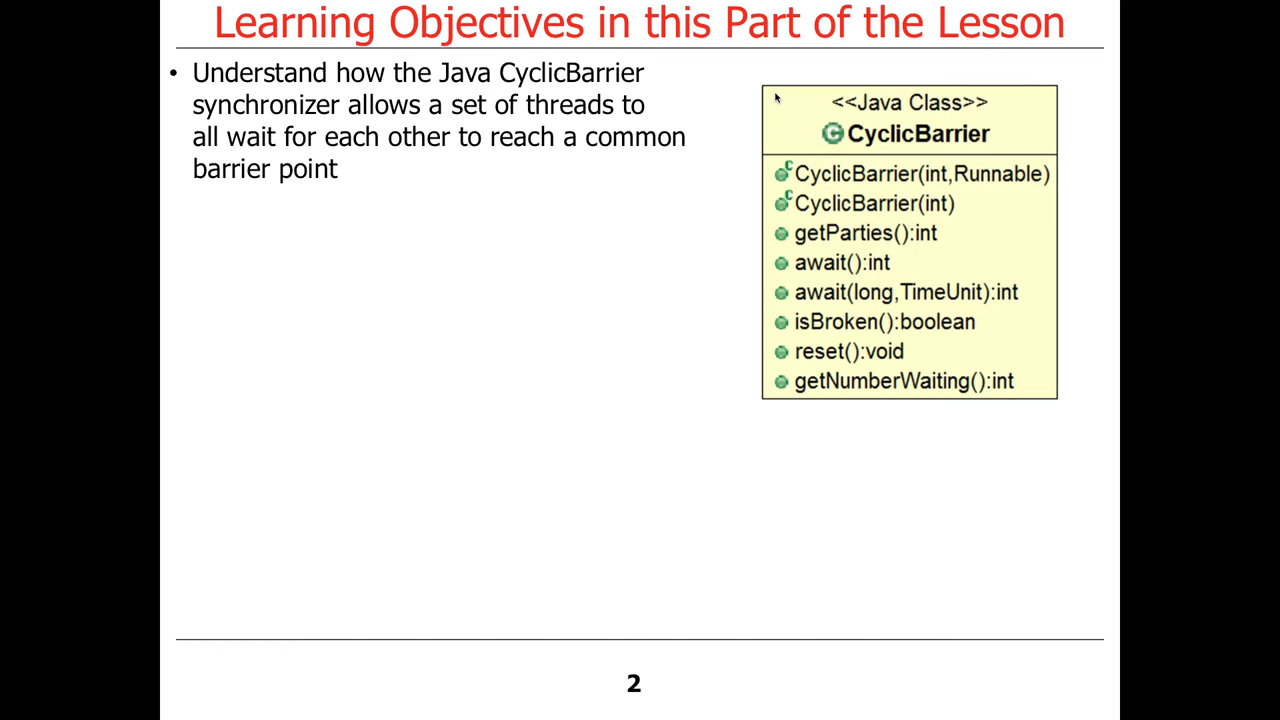 Learning Objectives in this Part of the Lesson
• Understand how the Java CyclicBarrier
synchronizer allows a set of threads to
all wait for each other to reach a common
barrier point
<<Java Class>>
C CyclicBarrier
CyclicBarrier(int,Runnable)
CyclicBarrier(int)
getParties():int
await():int
await(long,TimeUnit):int
isBroken():boolean
reset():void
getNumberWaiting():int
2